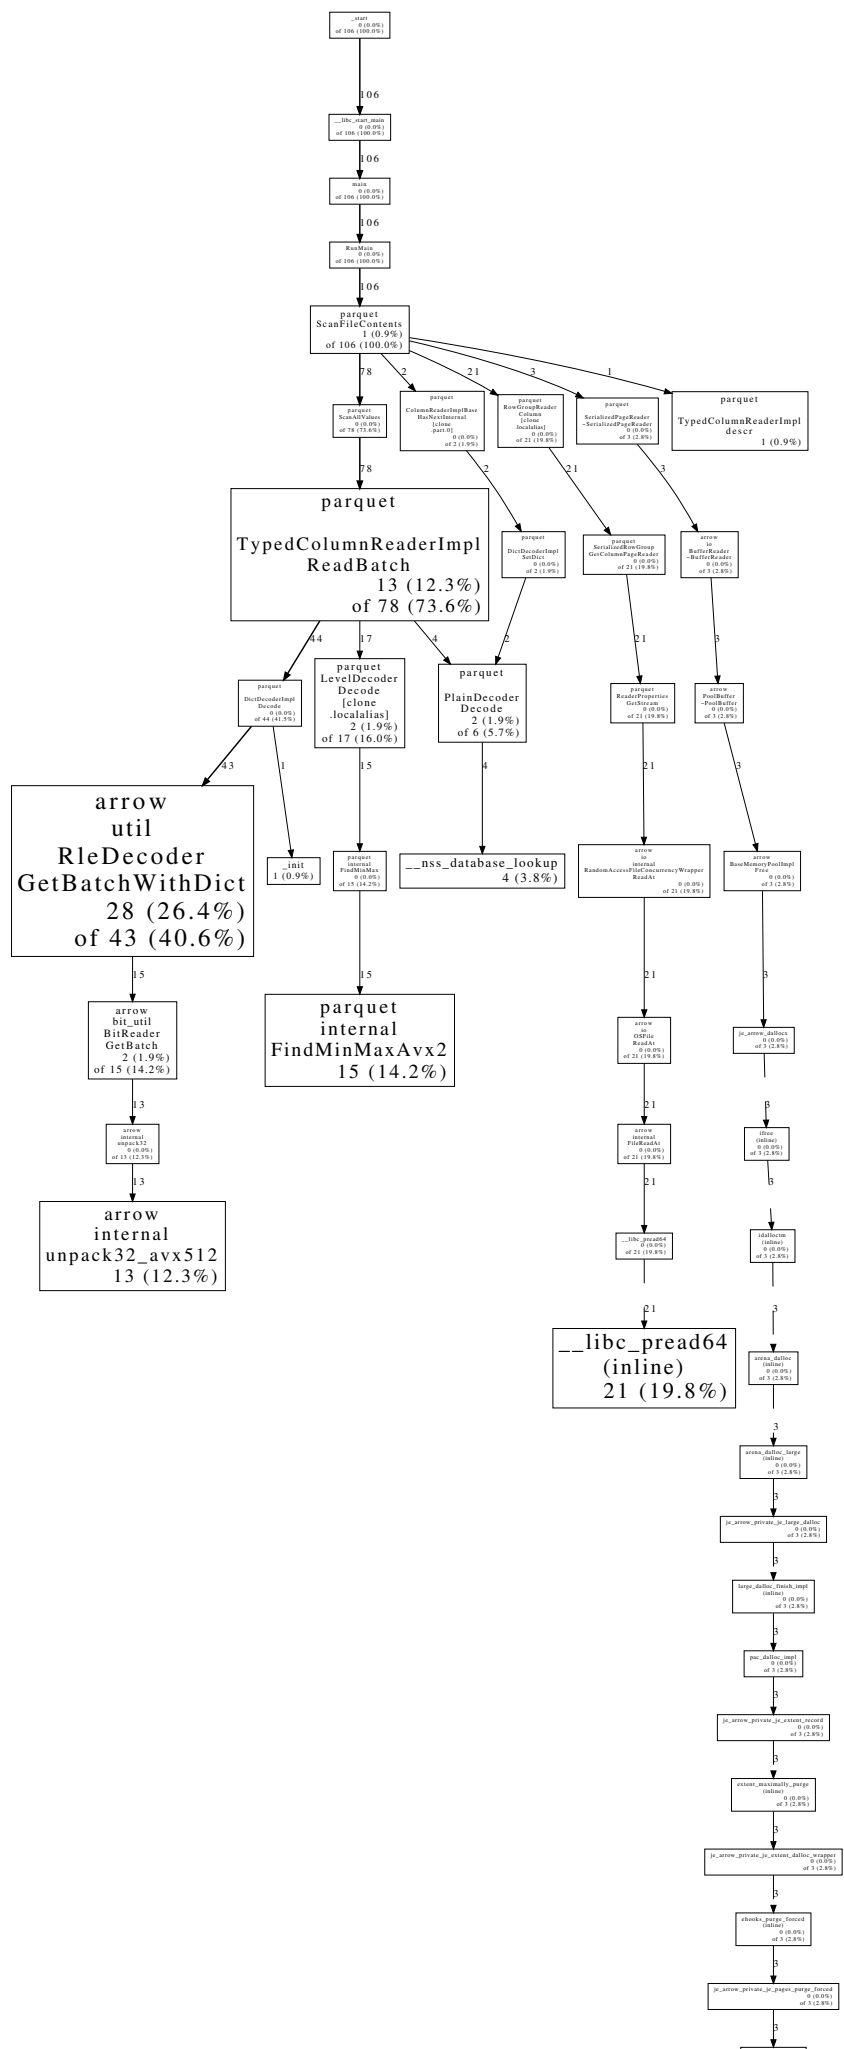 _start
0 (0.0%)
of 106 (100.0%)
106
__libc_start_main
0 (0.0%)
of 106 (100.0%)
106
main
0 (0.0%)
of 106 (100.0%)
106
RunMain
0 (0.0%)
of 106 (100.0%)
106
parquet
ScanFileContents
1 (0.9%)
of 106 (100.0%)
78
2
21
3
1
parquet
ScanAllValues
0 (0.0%)
of 78 (73.6%)
parquet
ColumnReaderImplBase
HasNextInternal
[clone
.part.0]
0 (0.0%)
of 2 (1.9%)
parquet
RowGroupReader
Column
[clone
.localalias]
0 (0.0%)
of 21 (19.8%)
parquet
SerializedPageReader
~SerializedPageReader
0 (0.0%)
of 3 (2.8%)
parquet
TypedColumnReaderImpl
descr
1 (0.9%)
78
2
21
3
parquet
TypedColumnReaderImpl
ReadBatch
13 (12.3%)
of 78 (73.6%)
parquet
DictDecoderImpl
SetDict
0 (0.0%)
of 2 (1.9%)
parquet
SerializedRowGroup
GetColumnPageReader
0 (0.0%)
of 21 (19.8%)
arrow
io
BufferReader
~BufferReader
0 (0.0%)
of 3 (2.8%)
44
17
4
2
21
3
parquet
DictDecoderImpl
Decode
0 (0.0%)
of 44 (41.5%)
parquet
LevelDecoder
Decode
[clone
.localalias]
2 (1.9%)
of 17 (16.0%)
parquet
PlainDecoder
Decode
2 (1.9%)
of 6 (5.7%)
parquet
ReaderProperties
GetStream
0 (0.0%)
of 21 (19.8%)
arrow
PoolBuffer
~PoolBuffer
0 (0.0%)
of 3 (2.8%)
43
1
15
4
21
3
arrow
util
RleDecoder
GetBatchWithDict
28 (26.4%)
of 43 (40.6%)
_init
1 (0.9%)
parquet
internal
FindMinMax
0 (0.0%)
of 15 (14.2%)
__nss_database_lookup
4 (3.8%)
arrow
io
internal
RandomAccessFileConcurrencyWrapper
ReadAt
0 (0.0%)
of 21 (19.8%)
arrow
BaseMemoryPoolImpl
Free
0 (0.0%)
of 3 (2.8%)
15
15
21
3
arrow
bit_util
BitReader
GetBatch
2 (1.9%)
of 15 (14.2%)
parquet
internal
FindMinMaxAvx2
15 (14.2%)
arrow
io
OSFile
ReadAt
0 (0.0%)
of 21 (19.8%)
je_arrow_dallocx
0 (0.0%)
of 3 (2.8%)
13
21
3
arrow
internal
unpack32
0 (0.0%)
of 13 (12.3%)
arrow
internal
FileReadAt
0 (0.0%)
of 21 (19.8%)
ifree
(inline)
0 (0.0%)
of 3 (2.8%)
13
21
3
arrow
internal
unpack32_avx512
13 (12.3%)
__libc_pread64
0 (0.0%)
of 21 (19.8%)
idalloctm
(inline)
0 (0.0%)
of 3 (2.8%)
21
3
__libc_pread64
(inline)
21 (19.8%)
arena_dalloc
(inline)
0 (0.0%)
of 3 (2.8%)
3
arena_dalloc_large
(inline)
0 (0.0%)
of 3 (2.8%)
3
je_arrow_private_je_large_dalloc
0 (0.0%)
of 3 (2.8%)
3
large_dalloc_finish_impl
(inline)
0 (0.0%)
of 3 (2.8%)
3
pac_dalloc_impl
0 (0.0%)
of 3 (2.8%)
3
je_arrow_private_je_extent_record
0 (0.0%)
of 3 (2.8%)
3
extent_maximally_purge
(inline)
0 (0.0%)
of 3 (2.8%)
3
je_arrow_private_je_extent_dalloc_wrapper
0 (0.0%)
of 3 (2.8%)
3
ehooks_purge_forced
(inline)
0 (0.0%)
of 3 (2.8%)
3
je_arrow_private_je_pages_purge_forced
0 (0.0%)
of 3 (2.8%)
3